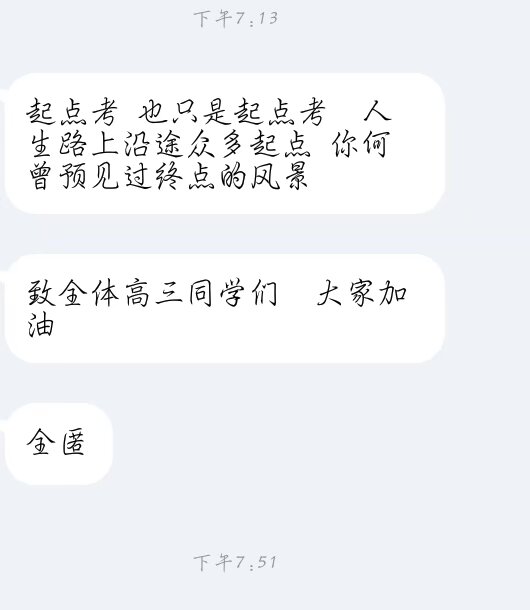 下午7:13
起点考 也只是起点考 人
生路上沿途众多起点 你何
曾预见过终点的风景
致全体高三同学们 大家加
油
全匿
下午7:51